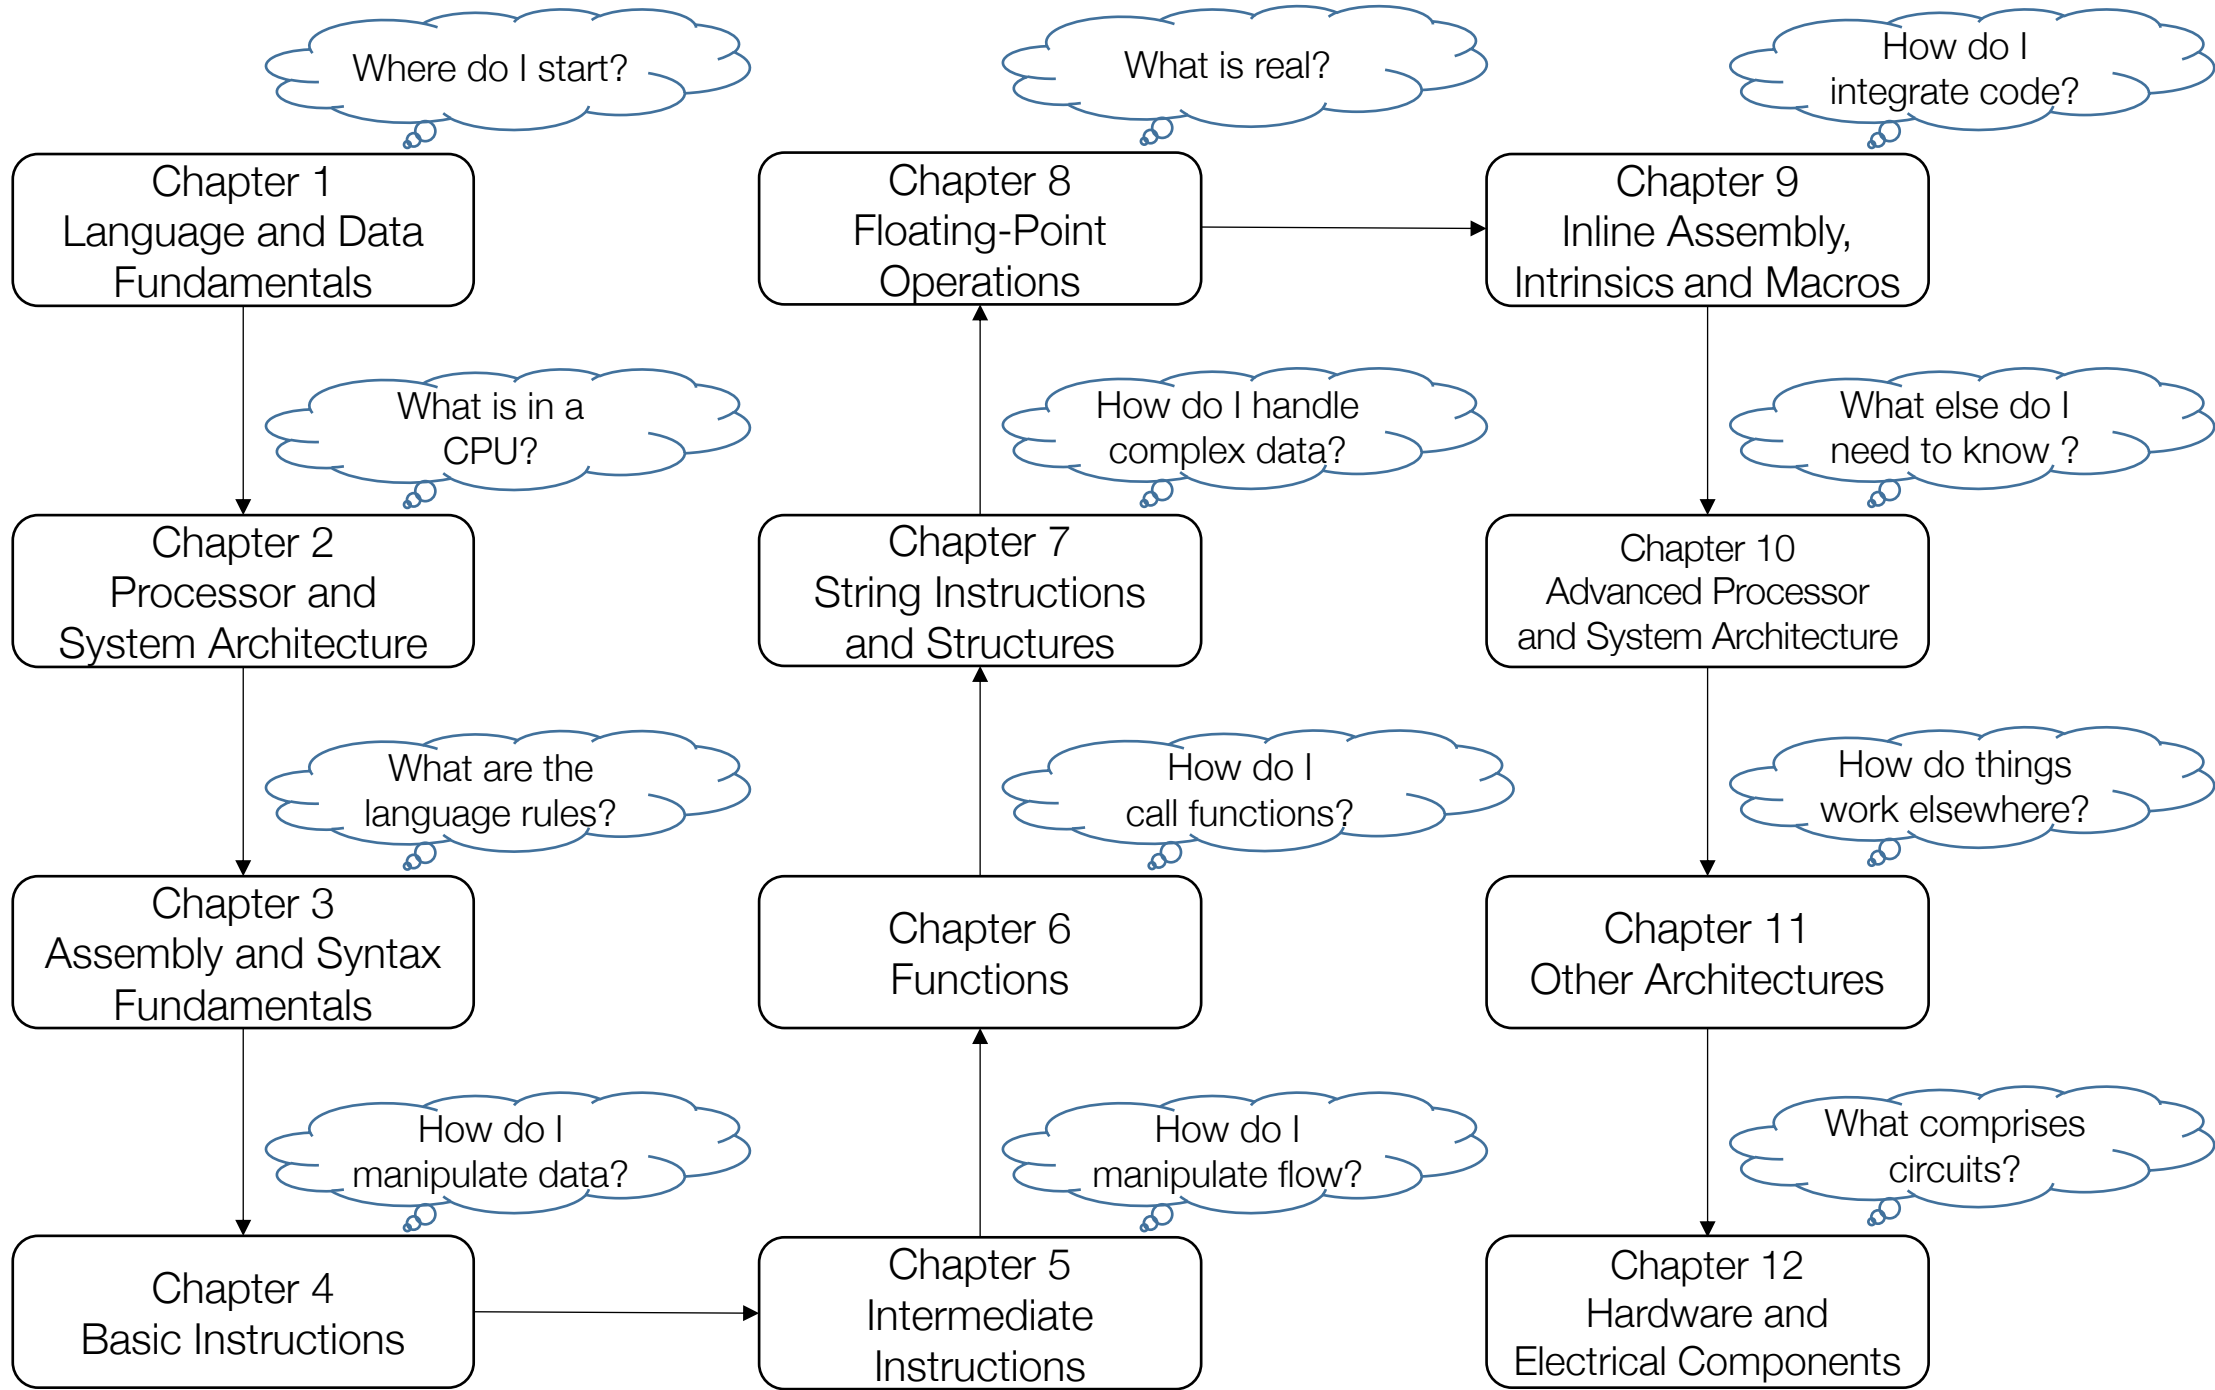 Where do I start?
Chapter 1
Language and Data
Fundamentals
What is in a
CPU?
Chapter 2
Processor and
System Architecture
What are the
language rules?
Chapter 3
Assembly and Syntax
Fundamentals
How do I
manipulate data?
Chapter 4
Basic Instructions
How do I
manipulate flow?
Chapter 5
Intermediate
Instructions
How do I
call functions?
Chapter 6
Functions
How do I handle
complex data?
Chapter 7
String Instructions
and Structures
What is real?
Chapter 8
Floating-Point
Operations
How do I
integrate code?
Chapter 9
Inline Assembly,
Intrinsics and Macros
What else do I
need to know ?
Chapter 10
Advanced Processor
and System Architecture
How do things
work elsewhere?
Chapter 11
Other Architectures
What comprises
circuits?
Chapter 12
Hardware and
Electrical Components